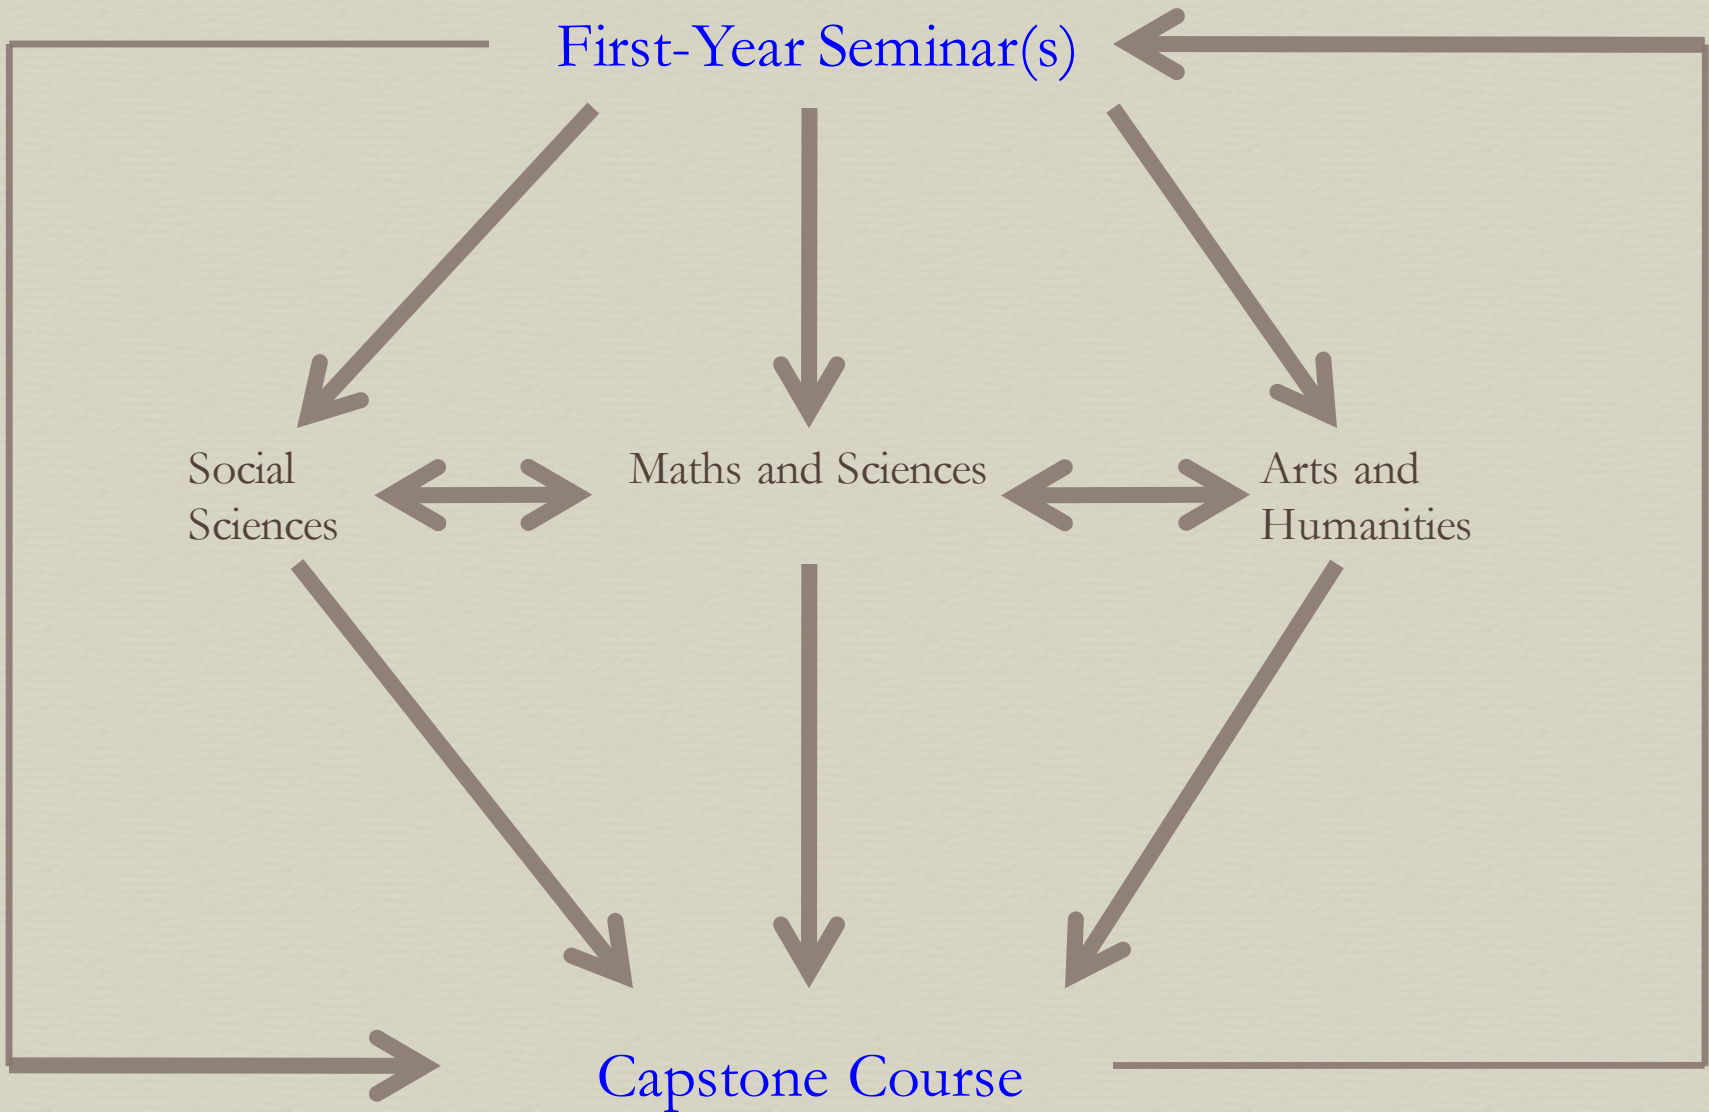 First-Year Seminar(s)
Social
Sciences
Maths and Sciences
Arts and
Humanities
Capstone Course